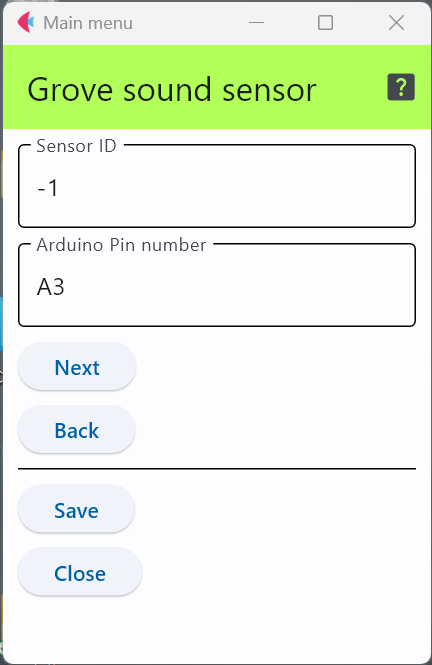 Main menu
Grove sound sensor
?
Sensor ID
-1
Arduino Pin number
A3
Next
Back
Save
Close